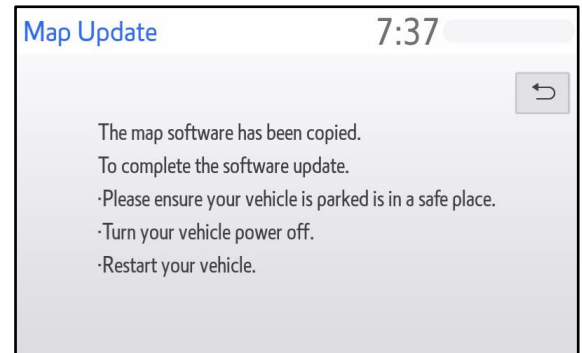 Map Update 7:37
The map software has been copied.
To complete the software update.
·Please ensure your vehicle is parked is in a safe place.
·Turn your vehicle power off.
·Restart your vehicle.